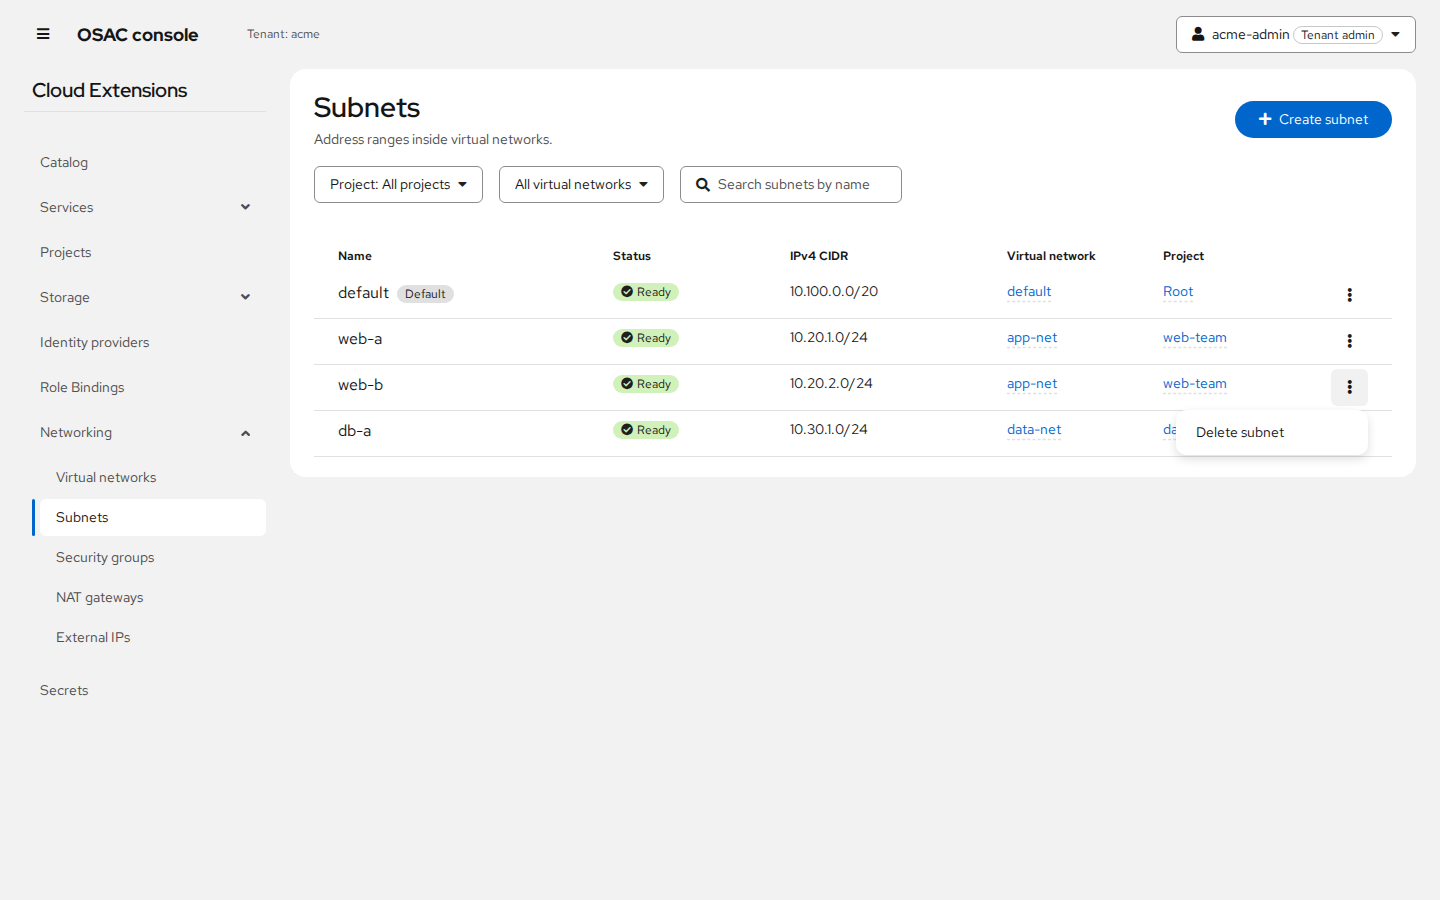 OSAC console
Tenant: acme
acme-admin Tenant admin
Cloud Extensions
Catalog
Services
Projects
Storage
Identity providers
Role Bindings
Networking
Virtual networks
Subnets
Security groups
NAT gateways
External IPs
Secrets
Subnets
Address ranges inside virtual networks.
Create subnet
Project: All projects
All virtual networks
Search subnets by name
Name Status IPv4 CIDR Virtual network Project
default Default Ready 10.100.0.0/20 default Root
web-a Ready 10.20.1.0/24 app-net web-team
web-b Ready 10.20.2.0/24 app-net web-team
db-a Ready 10.30.1.0/24 data-net
Delete subnet